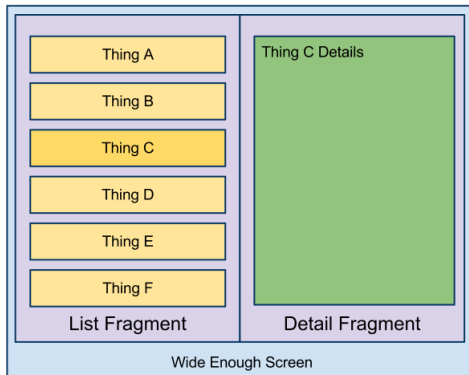 Thing A
Thing B
Thing C
Thing D
Thing E
Thing F
List Fragment
Thing C Details
Detail Fragment
Wide Enough Screen